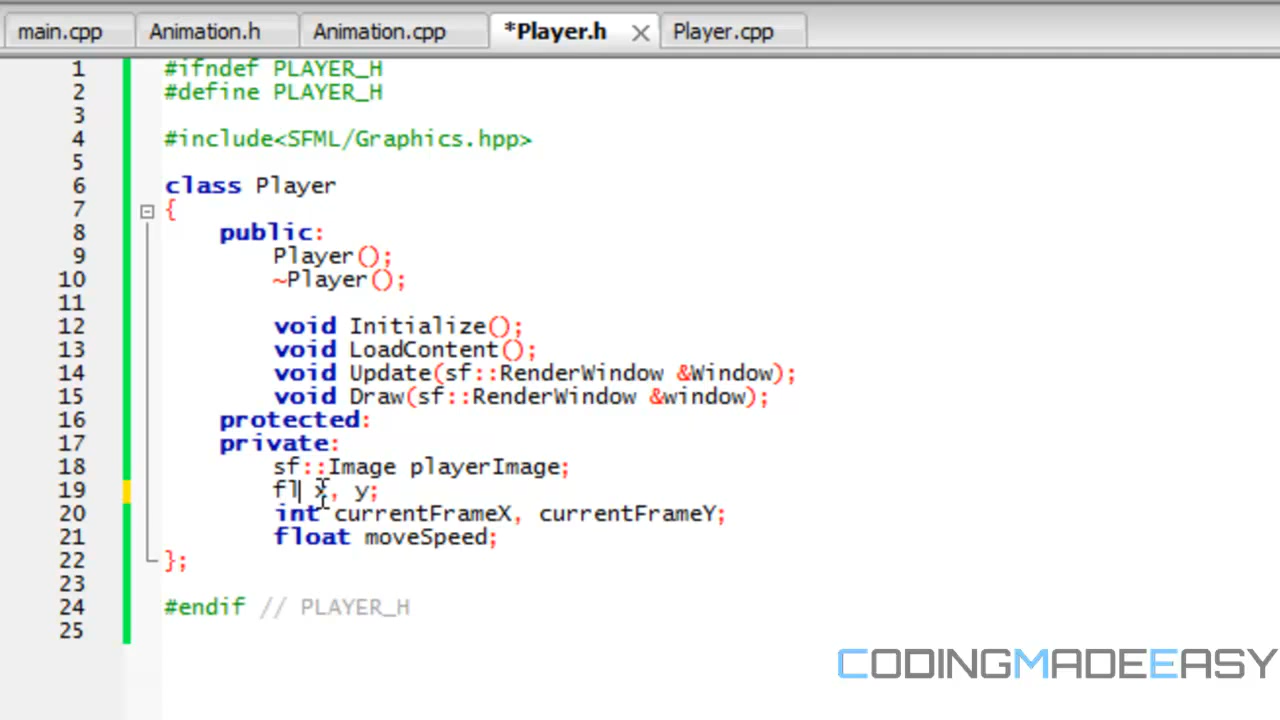 main.cpp Animation.h Animation.cpp *Player.h Player.cpp
1 #ifndef PLAYER_H
2 #define PLAYER_H
3
4 #include<SFML/Graphics.hpp>
5
6 class Player
7 {
8 public:
9 Player();
10 ~Player();
11
12 void Initialize();
13 void LoadContent();
14 void Update(sf::RenderWindow &Window);
15 void Draw(sf::RenderWindow &window);
16 protected:
17 private:
18 sf::Image playerImage;
19 fl x, y;
20 int currentFrameX, currentFrameY;
21 float moveSpeed;
22 };
23
24 #endif // PLAYER_H
25
CODINGMADEEASY